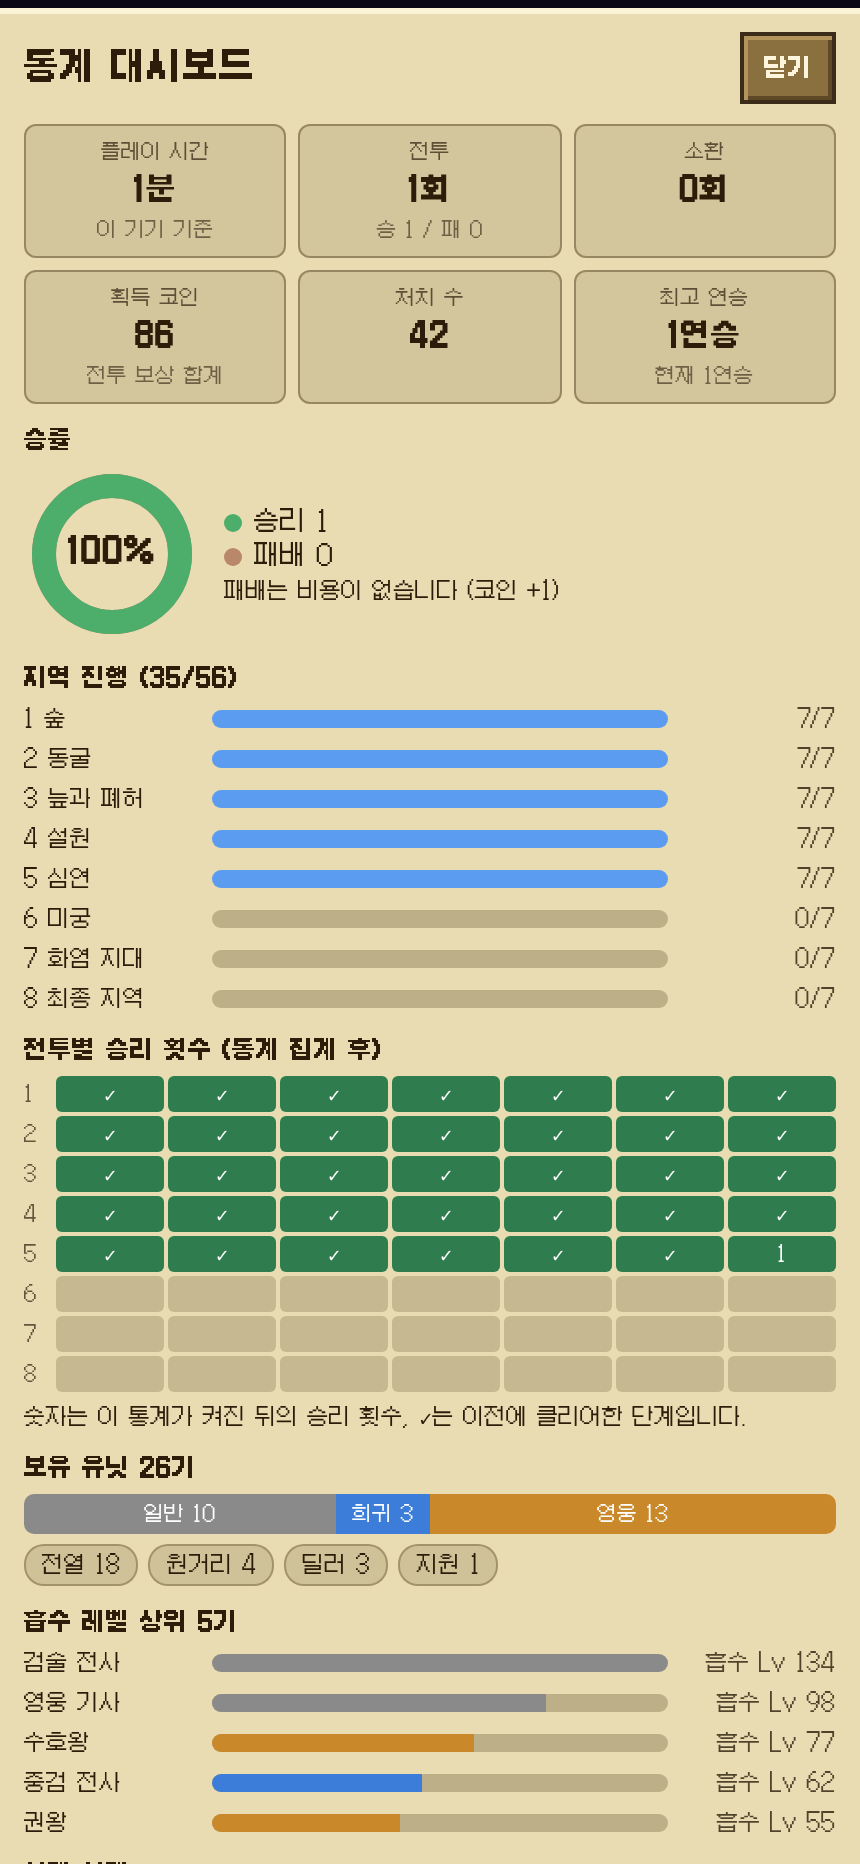 통계 대시보드
닫기
플레이 시간
1분
이 기기 기준
전투
1회
승 1 / 패 0
소환
0회
획득 코인
86
전투 보상 합계
처치 수
42
최고 연승
1연승
현재 1연승
승률
100%
승리 1
패배 0
패배는 비용이 없습니다 (코인 +1)
지역 진행 (35/56)
1 숲 7/7
2 동굴 7/7
3 늪과 폐허 7/7
4 설원 7/7
5 심연 7/7
6 미궁 0/7
7 화염 지대 0/7
8 최종 지역 0/7
전투별 승리 횟수 (통계 집계 후)
1 ✓ ✓ ✓ ✓ ✓ ✓ ✓
2 ✓ ✓ ✓ ✓ ✓ ✓ ✓
3 ✓ ✓ ✓ ✓ ✓ ✓ ✓
4 ✓ ✓ ✓ ✓ ✓ ✓ ✓
5 ✓ ✓ ✓ ✓ ✓ ✓ 1
6
7
8
숫자는 이 통계가 켜진 뒤의 승리 횟수, ✓는 이전에 클리어한 단계입니다.
보유 유닛 26기
일반 10 희귀 3 영웅 13
전열 18 원거리 4 딜러 3 지원 1
흡수 레벨 상위 5기
검술 전사 흡수 Lv 134
영웅 기사 흡수 Lv 98
수호왕 흡수 Lv 77
중검 전사 흡수 Lv 62
권왕 흡수 Lv 55